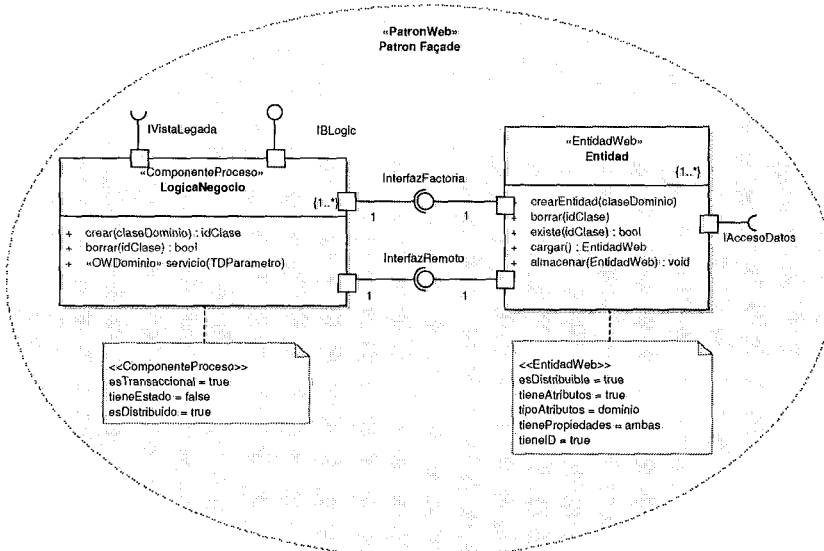 «PatronWeb»
Patron Façade
IVistaLegada
IBLogic
«ComponenteProceso»
LogicaNegocio
{1..*}
+ crear(claseDominio) : idClase
+ borrar(idClase) : bool
+ «OWDominio» servicio(TDParametro)
InterfazFactoria
1
1
InterfazRemoto
1
1
«EntidadWeb»
Entidad
{1..*}
+ crearEntidad(claseDominio)
+ borrar(idClase)
+ existe(idClase) : bool
+ cargar() : EntidadWeb
+ almacenar(EntidadWeb) : void
IAccesoDatos
<<ComponenteProceso>>
esTransaccional = true
tieneEstado = false
esDistribuido = true
<<EntidadWeb>>
esDistribuible = true
tieneAtributos = true
tipoAtributos = dominio
tienePropiedades = ambas
tieneID = true